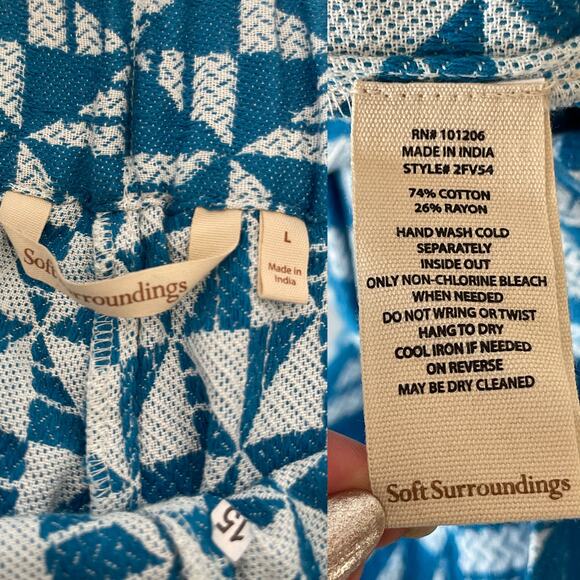 Soft Surroundings
L
Made in
India
15
RN# 101206
MADE IN INDIA
STYLE# 2FV54
74% COTTON
26% RAYON
HAND WASH COLD
SEPARATELY
INSIDE OUT
ONLY NON-CHLORINE BLEACH
WHEN NEEDED
DO NOT WRING OR TWIST
HANG TO DRY
COOL IRON IF NEEDED
ON REVERSE
MAY BE DRY CLEANED
Soft Surroundings